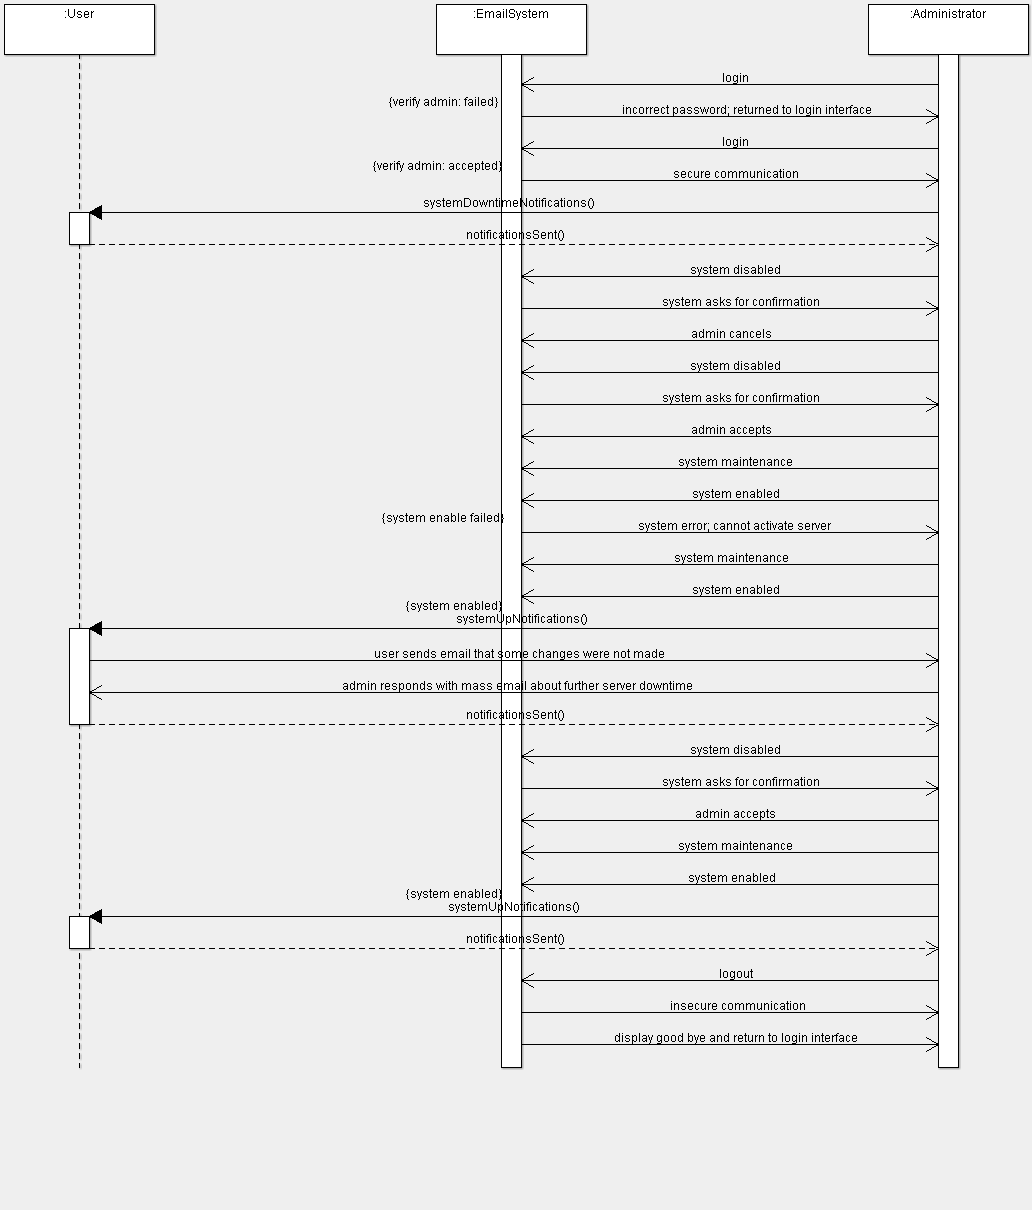 :User
:EmailSystem
:Administrator
login
{verify admin: failed}
incorrect password; returned to login interface
login
{verify admin: accepted}
secure communication
systemDowntimeNotifications()
notificationsSent()
system disabled
system asks for confirmation
admin cancels
system disabled
system asks for confirmation
admin accepts
system maintenance
system enabled
{system enable failed}
system error; cannot activate server
system maintenance
system enabled
{system enabled}
systemUpNotifications()
user sends email that some changes were not made
admin responds with mass email about further server downtime
notificationsSent()
system disabled
system asks for confirmation
admin accepts
system maintenance
system enabled
{system enabled}
systemUpNotifications()
notificationsSent()
logout
insecure communication
display good bye and return to login interface